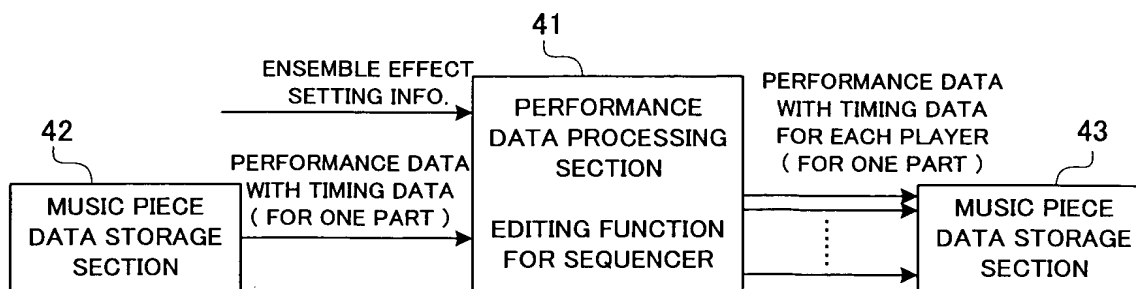 41
ENSEMBLE EFFECT
SETTING INFO.
PERFORMANCE
DATA PROCESSING
SECTION
EDITING FUNCTION
FOR SEQUENCER
PERFORMANCE DATA
WITH TIMING DATA
FOR EACH PLAYER
( FOR ONE PART )
42
PERFORMANCE DATA
WITH TIMING DATA
( FOR ONE PART )
43
MUSIC PIECE
DATA STORAGE
SECTION
MUSIC PIECE
DATA STORAGE
SECTION